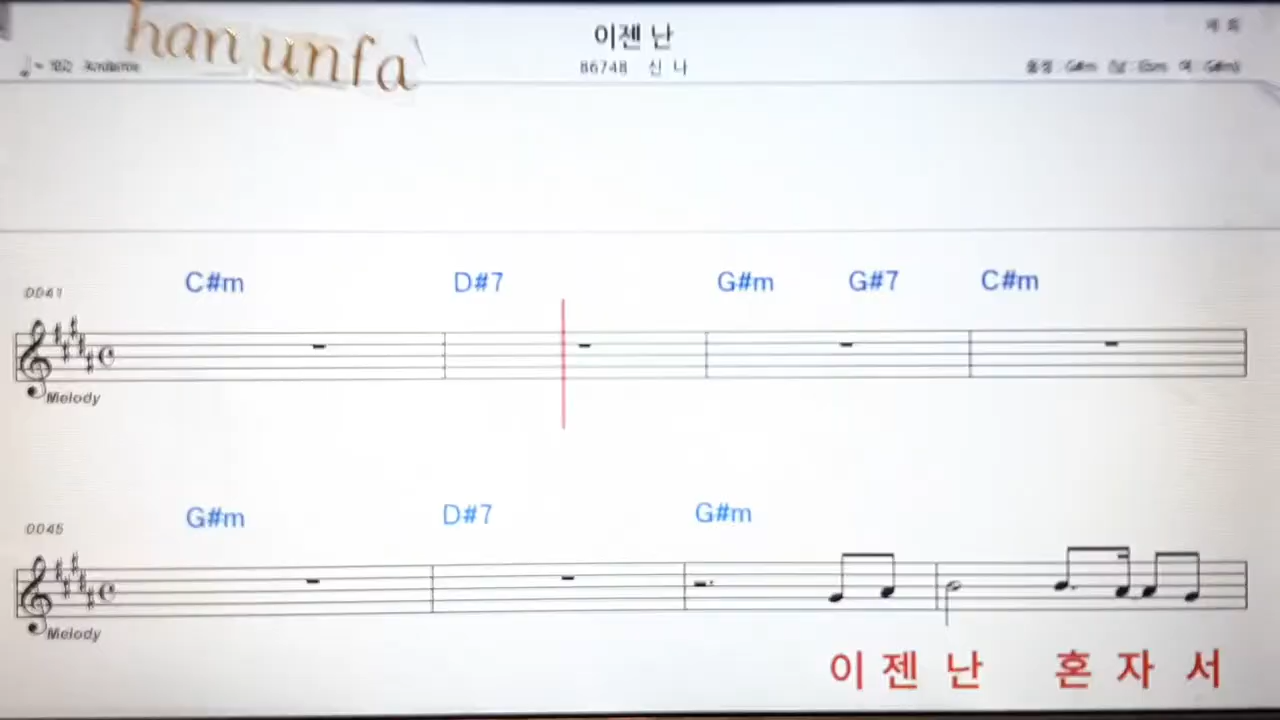 han unfa
이젠 난
86748 신 나
C#m D#7 G#m G#7 C#m
0041
Melody
G#m D#7 G#m
0045
Melody
이 젠 난 혼 자 서